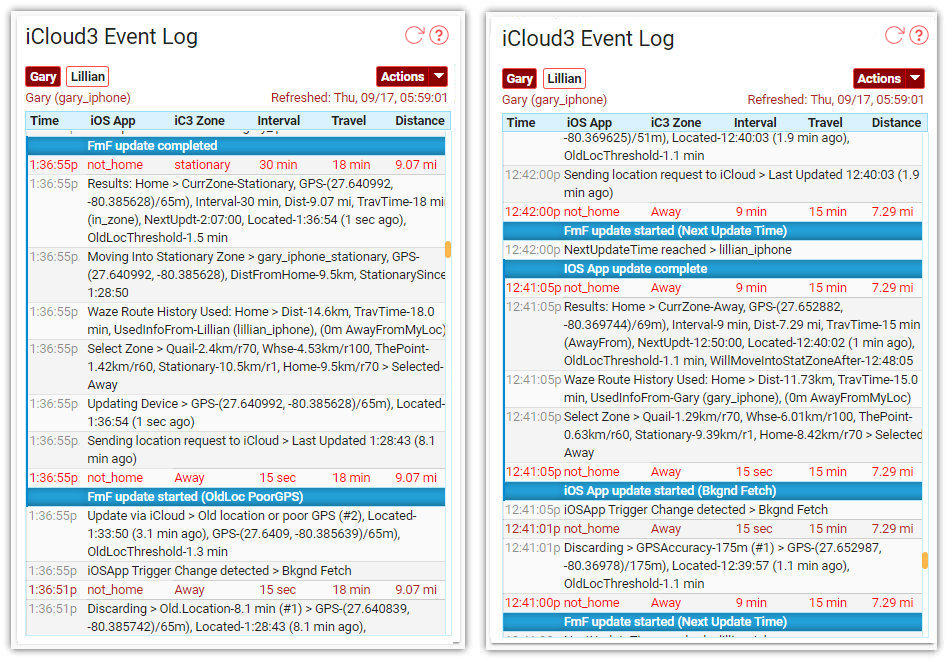 iCloud3 Event Log
Gary Lillian Actions
Gary (gary_iphone) Refreshed: Thu, 09/17, 05:59:01
Time iOS App iC3 Zone Interval Travel Distance
FmF update completed
1:36:55p not_home stationary 30 min 18 min 9.07 mi
1:36:55p Results: Home > CurrZone-Stationary, GPS-(27.640992,
-80.385628)/65m), Interval-30 min, Dist-9.07 mi, TravTime-18 min
(in_zone), NextUpdt-2:07:00, Located-1:36:54 (1 sec ago),
OldLocThreshold-1.5 min
1:36:55p Moving Into Stationary Zone > gary_iphone_stationary, GPS-
(27.640992, -80.385628), DistFromHome-9.5km, StationarySince-
1:28:50
1:36:55p Waze Route History Used: Home > Dist-14.6km, TravTime-18.0
min, UsedInfoFrom-Lillian (lillian_iphone), (0m AwayFromMyLoc)
1:36:55p Select Zone > Quail-2.4km/r70, Whse-4.53km/r100, ThePoint-
1.42km/r60, Stationary-10.5km/r1, Home-9.5km/r70 > Selected-
Away
1:36:55p Updating Device > GPS-(27.640992, -80.385628)/65m), Located-
1:36:54 (1 sec ago)
1:36:55p Sending location request to iCloud > Last Updated 1:28:43 (8.1
min ago)
1:36:55p not_home Away 15 sec 18 min 9.07 mi
FmF update started (OldLoc PoorGPS)
1:36:55p Update via iCloud > Old location or poor GPS (#2), Located-
1:33:50 (3.1 min ago), GPS-(27.6409, -80.385639)/65m),
OldLocThreshold-1.3 min
1:36:55p iOSApp Trigger Change detected > Bkgnd Fetch
1:36:51p not_home Away 15 sec 18 min 9.07 mi
1:36:51p Discarding > Old.Location-8.1 min (#1) > GPS-(27.640839,
-80.385742)/65m), Located-1:28:43 (8.1 min ago),
iCloud3 Event Log
Gary Lillian Actions
Gary (gary_iphone) Refreshed: Thu, 09/17, 05:59:01
Time iOS App iC3 Zone Interval Travel Distance
-80.369625)/51m), Located-12:40:03 (1.9 min ago),
OldLocThreshold-1.1 min
12:42:00p Sending location request to iCloud > Last Updated 12:40:03 (1.9
min ago)
12:42:00p not_home Away 9 min 15 min 7.29 mi
FmF update started (Next Update Time)
12:42:00p NextUpdateTime reached > lillian_iphone
IOS App update complete
12:41:05p not_home Away 9 min 15 min 7.29 mi
12:41:05p Results: Home > CurrZone-Away, GPS-(27.652882,
-80.369744)/69m), Interval-9 min, Dist-7.29 mi, TravTime-15 min
(AwayFrom), NextUpdt-12:50:00, Located-12:40:02 (1 min ago),
OldLocThreshold-1.1 min, WillMoveIntoStatZoneAfter-12:48:05
12:41:05p Waze Route History Used: Home > Dist-11.73km, TravTime-15.0
min, UsedInfoFrom-Gary (gary_iphone), (0m AwayFromMyLoc)
12:41:05p Select Zone > Quail-1.29km/r70, Whse-6.01km/r100, ThePoint-
0.63km/r60, Stationary-9.39km/r1, Home-8.42km/r70 > Selected-
Away
12:41:05p not_home Away 15 sec 15 min 7.29 mi
iOS App update started (Bkgnd Fetch)
12:41:05p iOSApp Trigger Change detected > Bkgnd Fetch
12:41:01p not_home Away 15 sec 15 min 7.29 mi
12:41:01p Discarding > GPSAccuracy-175m (#1) > GPS-(27.652987,
-80.36978)/175m), Located-12:39:57 (1.1 min ago),
OldLocThreshold-1.1 min
12:41:00p not_home Away 9 min 15 min 7.29 mi
FmF update started (Next Update Time)